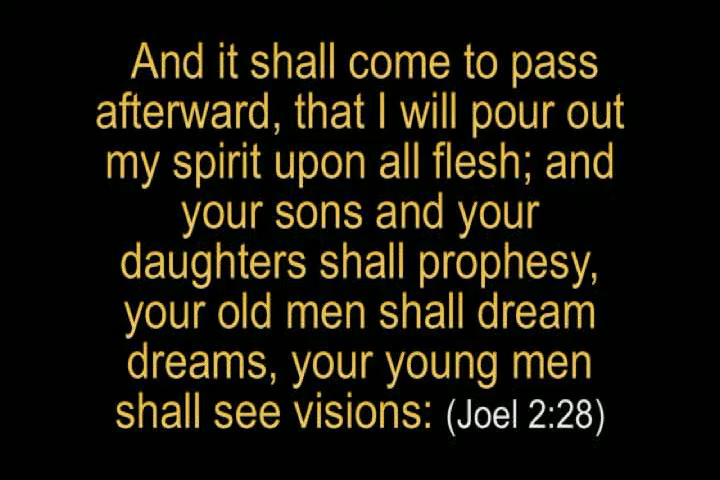 And it shall come to pass
afterward, that I will pour out
my spirit upon all flesh; and
your sons and your
daughters shall prophesy,
your old men shall dream
dreams, your young men
shall see visions: (Joel 2:28)